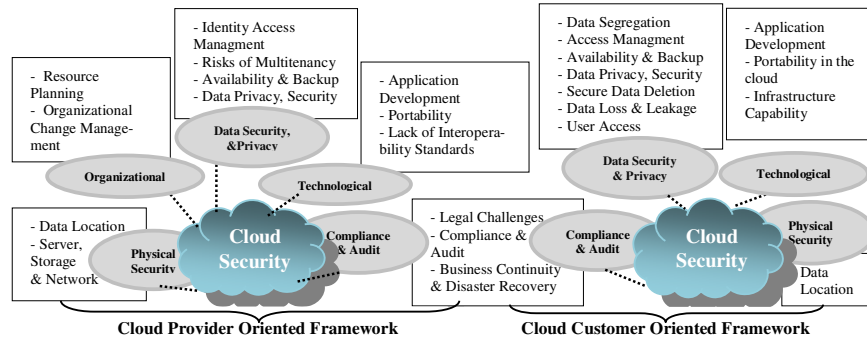 - Identity Access
Managment
- Risks of Multitenancy
- Availability & Backup
- Data Privacy, Security
- Resource
Planning
- Organizational
Change Manage-
ment
- Application
Development
- Portability
- Lack of Interopera-
bility Standards
Data Security,
&Privacy
Organizational
Technological
- Data Location
- Server,
Storage
& Network
Physical
Security
Cloud
Security
Compliance
& Audit
- Legal Challenges
- Compliance &
Audit
- Business Continuity
& Disaster Recovery
Cloud Provider Oriented Framework
- Data Segregation
- Access Managment
- Availability & Backup
- Data Privacy, Security
- Secure Data Deletion
- Data Loss & Leakage
- User Access
- Application
Development
- Portability in the
cloud
- Infrastructure
Capability
Data Security
& Privacy
Technological
Compliance
& Audit
Cloud
Security
Physical
Security
Data
Location
Cloud Customer Oriented Framework